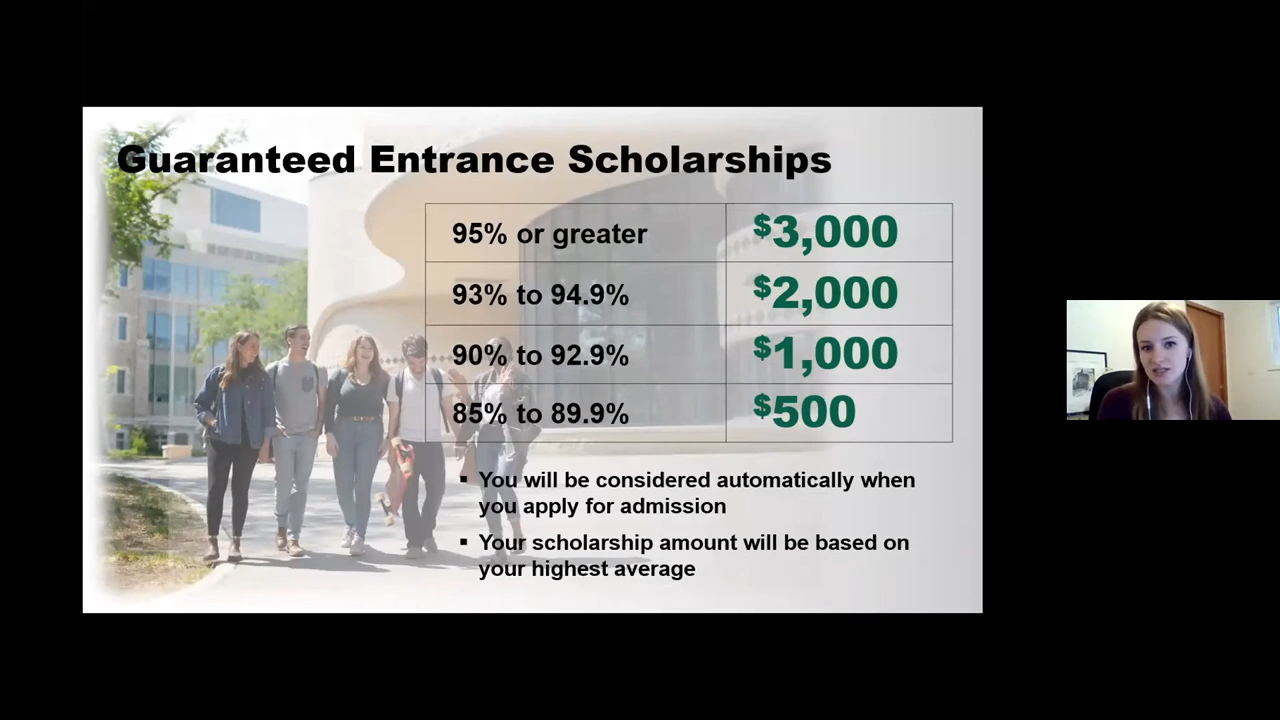 Guaranteed Entrance Scholarships
95% or greater $3,000
93% to 94.9% $2,000
90% to 92.9% $1,000
85% to 89.9% $500
▪ You will be considered automatically when
you apply for admission
▪ Your scholarship amount will be based on
your highest average